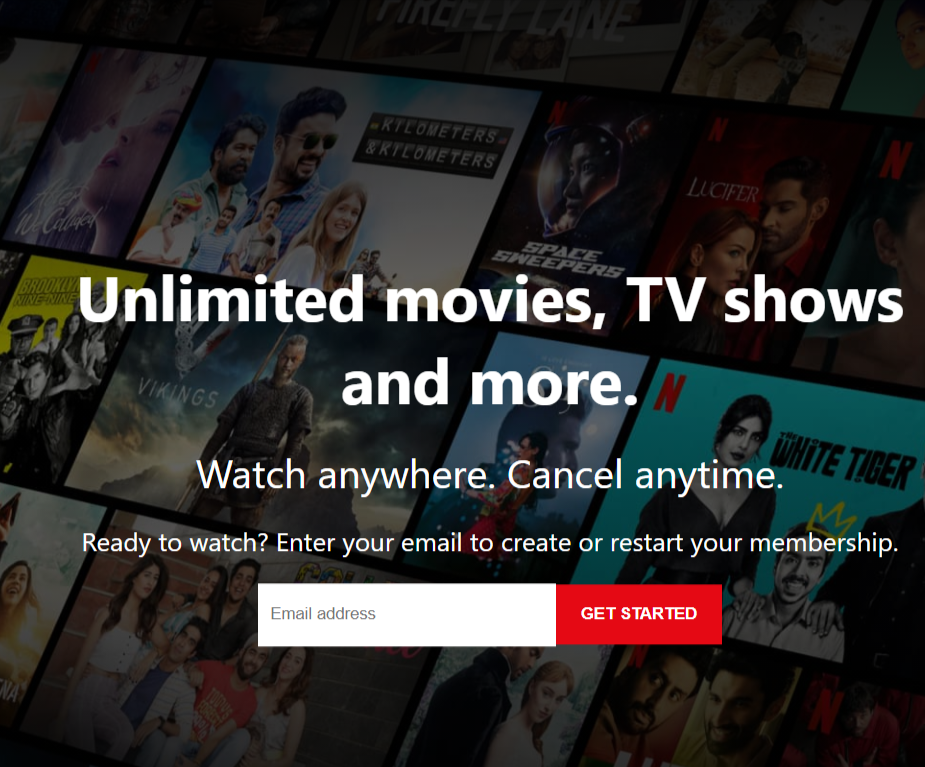 FIREFLY LANE
KILOMETERS
& KILOMETERS
N
N
N
N
LUCIFER
We Collided
SPACE
SWEEPERS
BROOKLYN
NINE-NINE
Unlimited movies, TV shows
and more.
VIKINGS
N
THE
WHITE TIGER
Watch anywhere. Cancel anytime.
Ready to watch? Enter your email to create or restart your membership.
Email address
GET STARTED
N